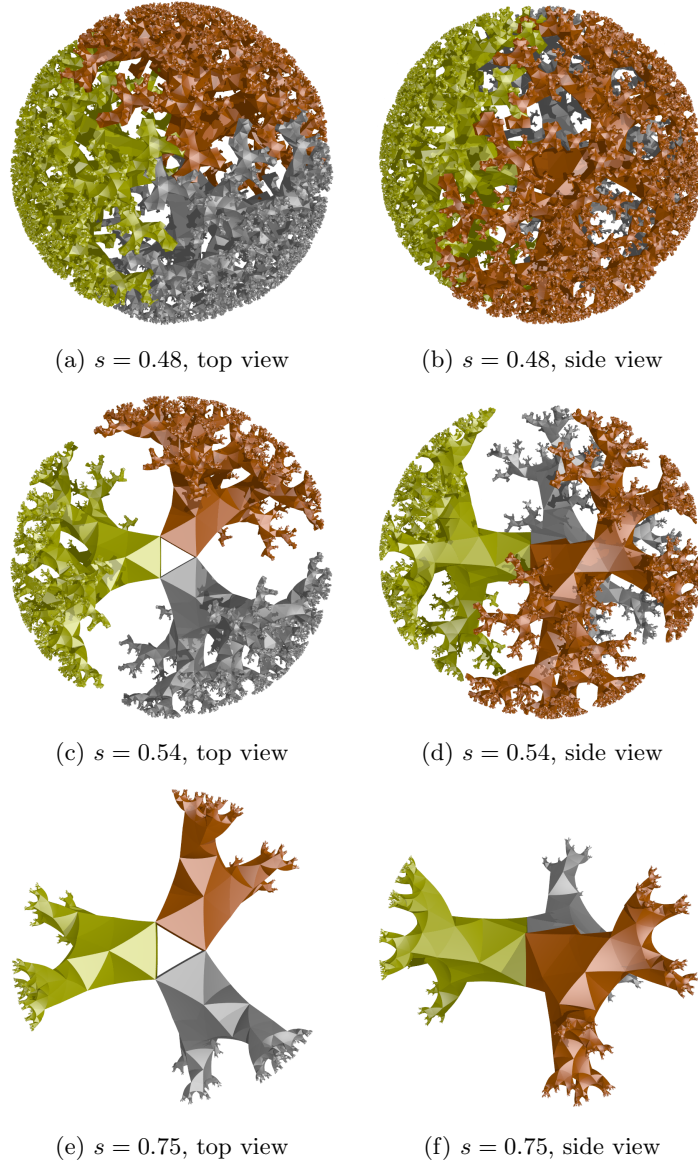 (a) s = 0.48, top view
(b) s = 0.48, side view
(c) s = 0.54, top view
(d) s = 0.54, side view
(e) s = 0.75, top view
(f) s = 0.75, side view